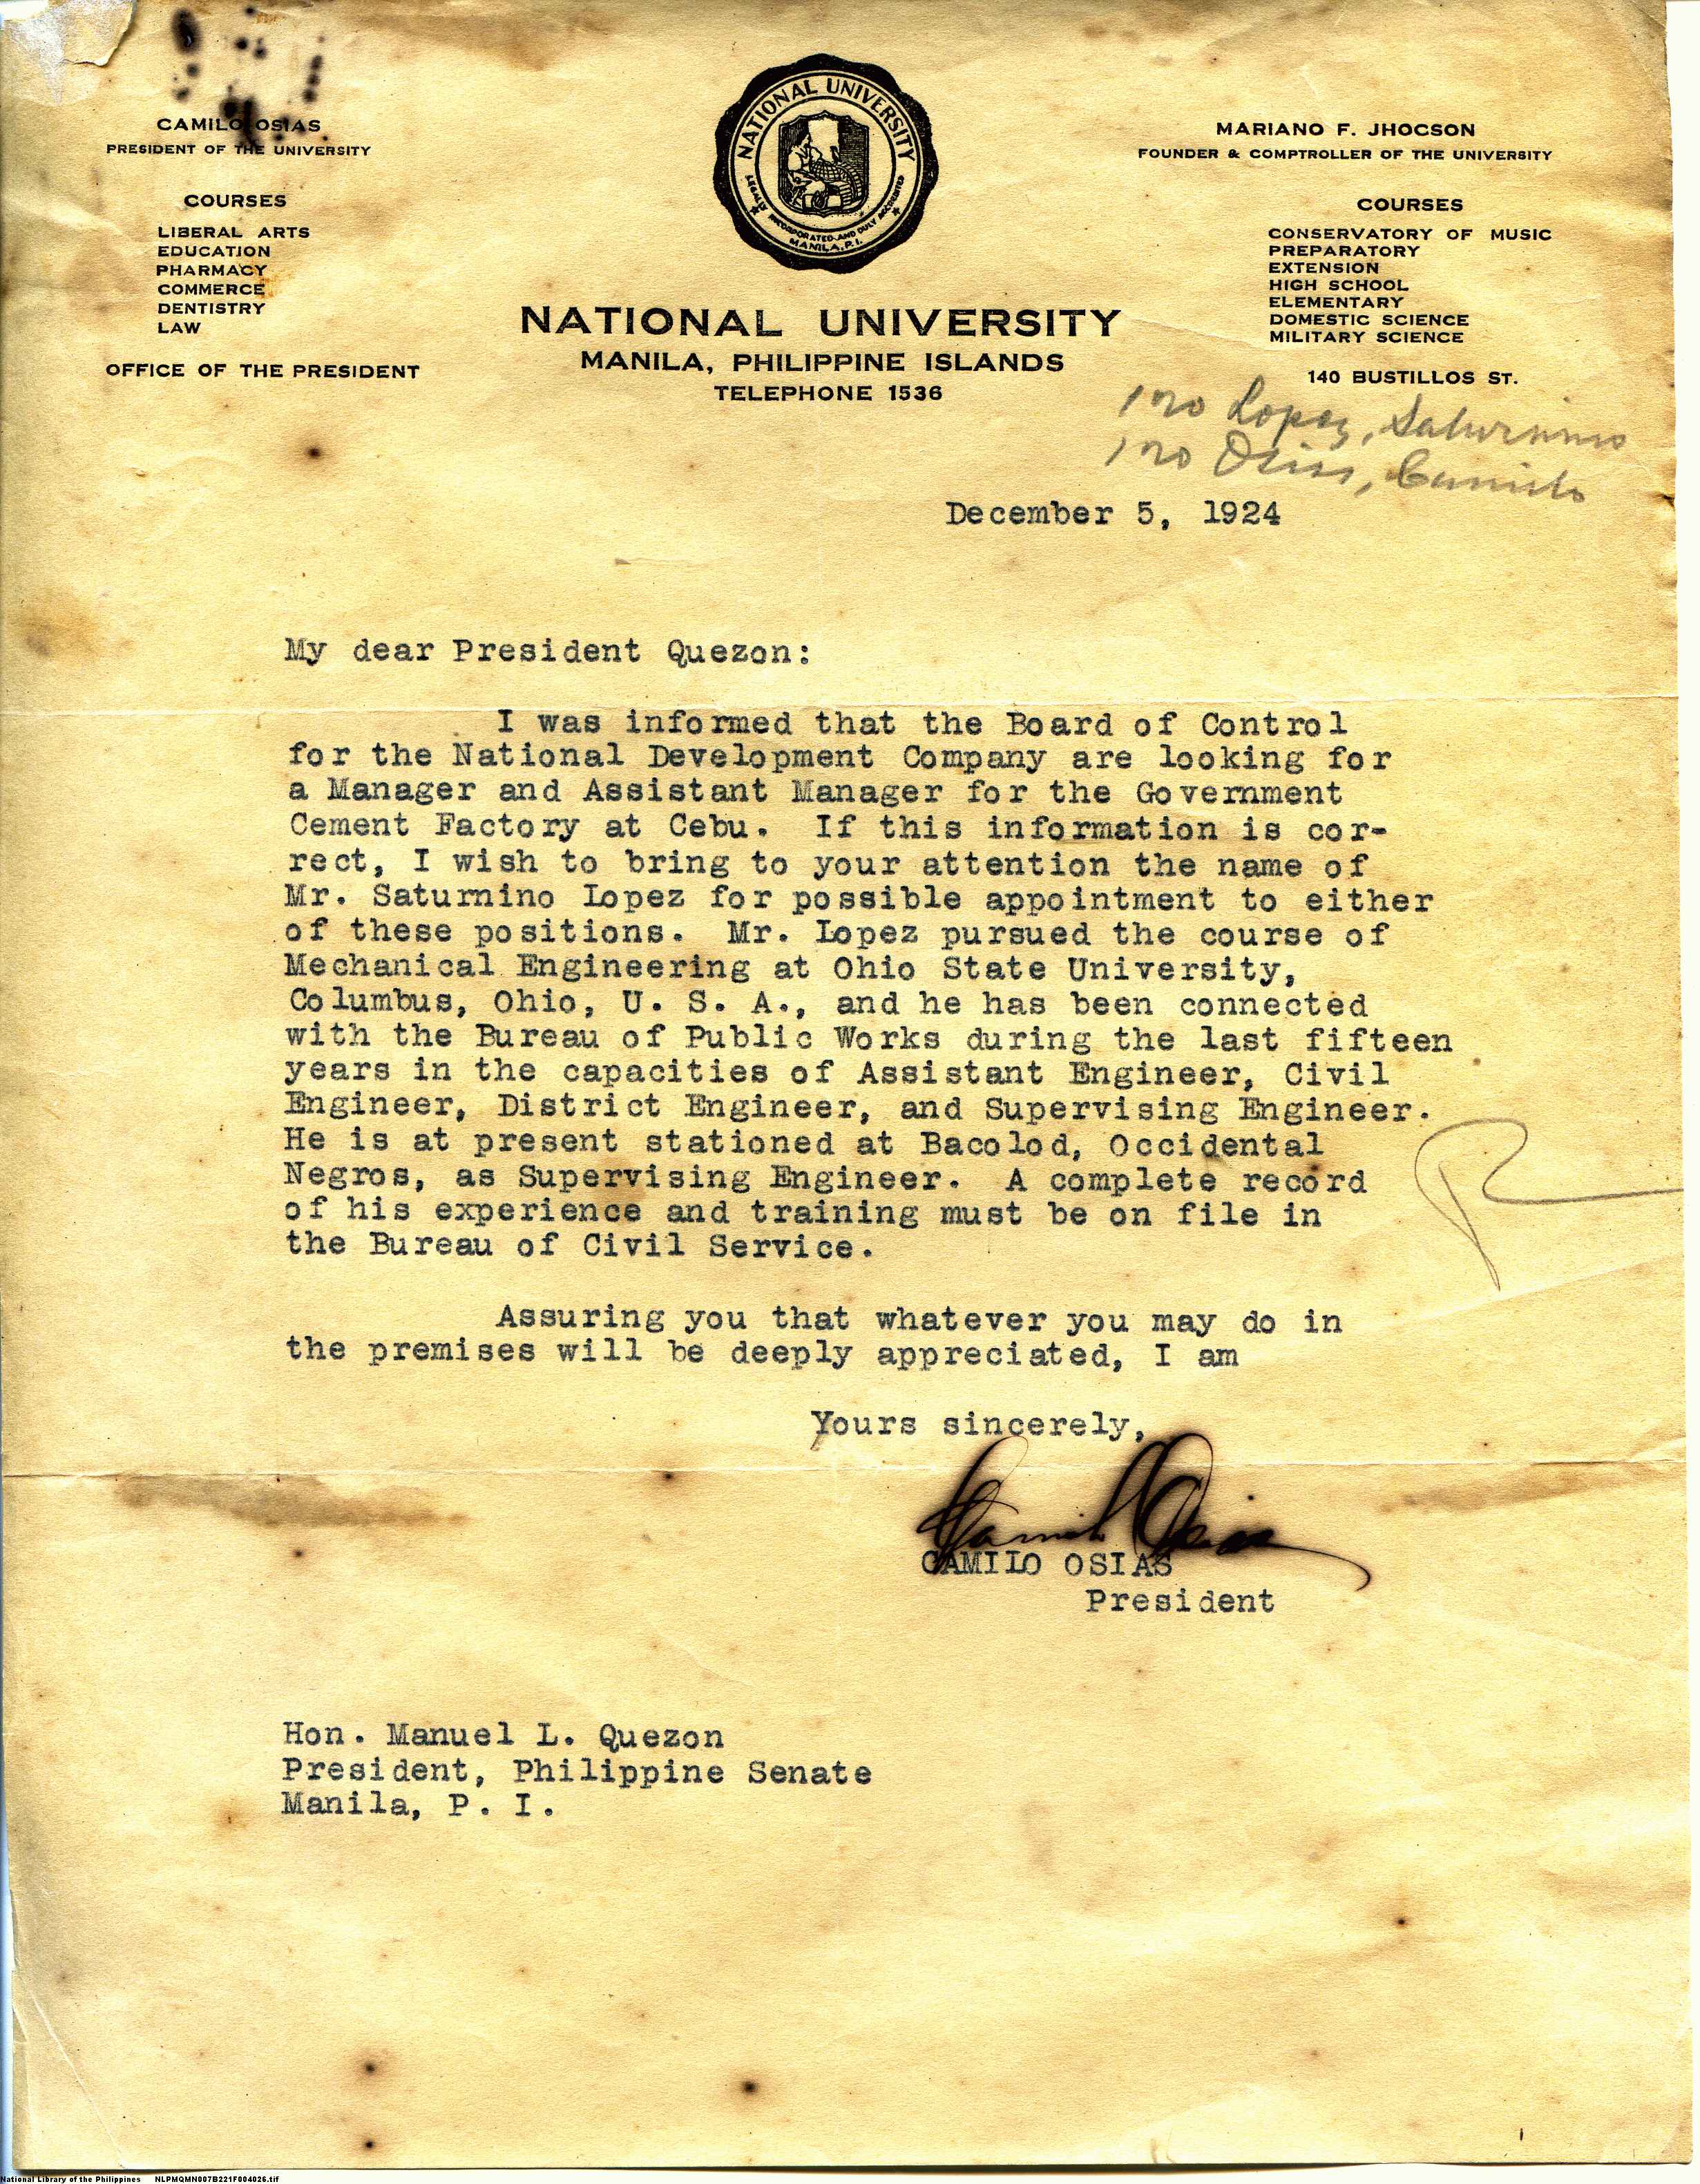 CAMILO OSIAS
PRESIDENT OF THE UNIVERSITY
COURSES
LIBERAL ARTS
EDUCATION
PHARMACY
COMMERCE
DENTISTRY
LAW
OFFICE OF THE PRESIDENT
NATIONAL UNIVERSITY
LEGALLY INCORPORATED AND DULY ACCREDITED
MANILA, P.I.
NATIONAL UNIVERSITY
MANILA, PHILIPPINE ISLANDS
TELEPHONE 1536
MARIANO F. JHOCSON
FOUNDER & COMPTROLLER OF THE UNIVERSITY
COURSES
CONSERVATORY OF MUSIC
PREPARATORY
EXTENSION
HIGH SCHOOL
ELEMENTARY
DOMESTIC SCIENCE
MILITARY SCIENCE
140 BUSTILLOS ST.
Lopez, Saturnino
Osias, Camilo
December 5, 1924
My dear President Quezon:
I was informed that the Board of Control
for the National Development Company are looking for
a Manager and Assistant Manager for the Government
Cement Factory at Cebu. If this information is cor-
rect, I wish to bring to your attention the name of
Mr. Saturnino Lopez for possible appointment to either
of these positions. Mr. Lopez pursued the course of
Mechanical Engineering at Ohio State University,
Columbus, Ohio, U. S. A., and he has been connected
with the Bureau of Public Works during the last fifteen
years in the capacities of Assistant Engineer, Civil
Engineer, District Engineer, and Supervising Engineer.
He is at present stationed at Bacolod, Occidental
Negros, as Supervising Engineer. A complete record
of his experience and training must be on file in
the Bureau of Civil Service.
R
Assuring you that whatever you may do in
the premises will be deeply appreciated, I am
Yours sincerely,
Camilo Osias
CAMILO OSIAS
President
Hon. Manuel L. Quezon
President, Philippine Senate
Manila, P. I.
National Library of the Philippines NLPMQMN007B221F004026.tif